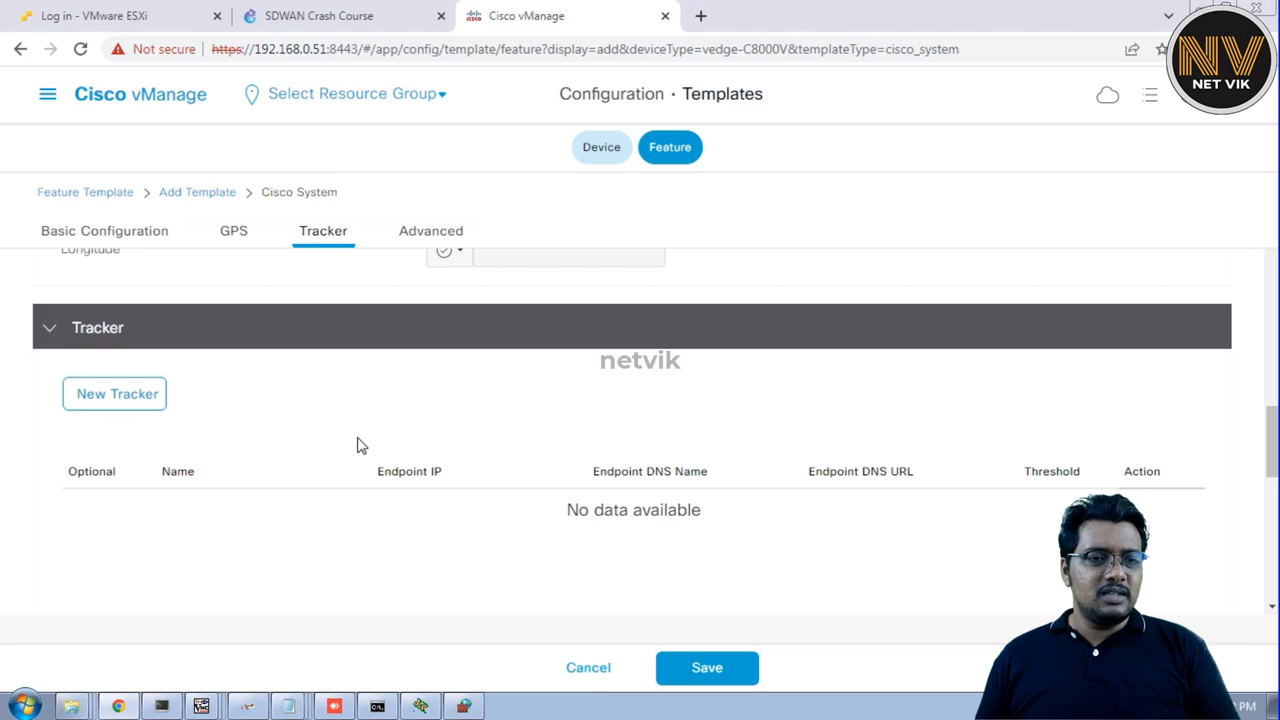 Log in - VMware ESXi
SDWAN Crash Course
Cisco vManage
Not secure
https://192.168.0.51:8443/#/app/config/template/feature?display=add&deviceType=vedge-C8000V&templateType=cisco_system
NV
NET VIK
Cisco vManage
Select Resource Group
Configuration · Templates
Device
Feature
Feature Template > Add Template > Cisco System
Basic Configuration
GPS
Tracker
Advanced
Longitude
Tracker
netvik
New Tracker
Optional
Name
Endpoint IP
Endpoint DNS Name
Endpoint DNS URL
Threshold
Action
No data available
Cancel
Save
PM